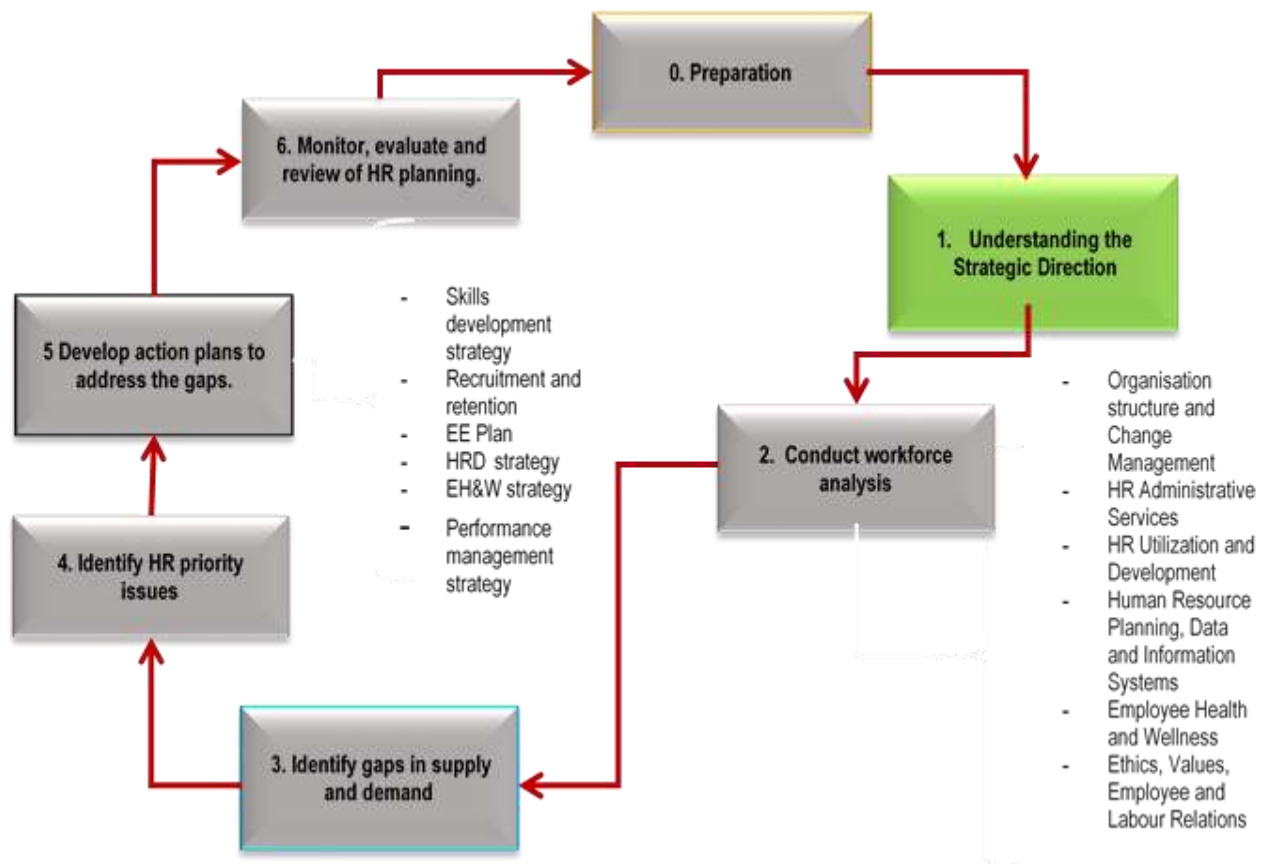 0. Preparation
6. Monitor, evaluate and
review of HR planning.
1. Understanding the
Strategic Direction
5 Develop action plans to
address the gaps.
- Skills
development
strategy
- Recruitment and
retention
- EE Plan
- HRD strategy
- EH&W strategy
- Performance
management
strategy
2. Conduct workforce
analysis
- Organisation
structure and
Change
Management
- HR Administrative
Services
- HR Utilization and
Development
- Human Resource
Planning, Data
and Information
Systems
- Employee Health
and Wellness
- Ethics, Values,
Employee and
Labour Relations
4. Identify HR priority
issues
3. Identify gaps in supply
and demand